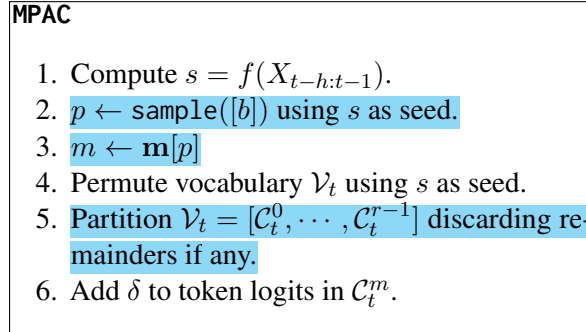 MPAC
1. Compute s = f(X_{t−h:t−1}).
2. p ← sample([b]) using s as seed.
3. m ← 𝐦[p]
4. Permute vocabulary 𝒱_t using s as seed.
5. Partition 𝒱_t = [𝒞_t^0, ⋯ , 𝒞_t^{r−1}] discarding re-
mainders if any.
6. Add δ to token logits in 𝒞_t^m.